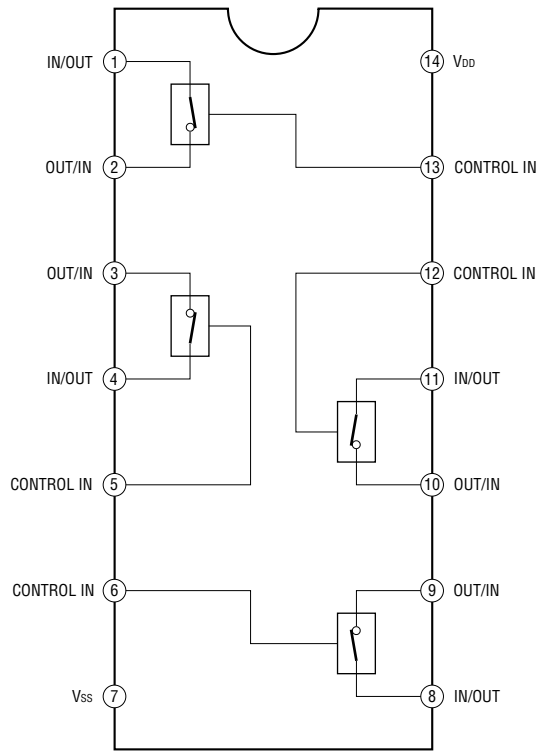 IN/OUT 1
14 VDD
OUT/IN 2
13 CONTROL IN
OUT/IN 3
12 CONTROL IN
IN/OUT 4
11 IN/OUT
CONTROL IN 5
10 OUT/IN
CONTROL IN 6
9 OUT/IN
VSS 7
8 IN/OUT